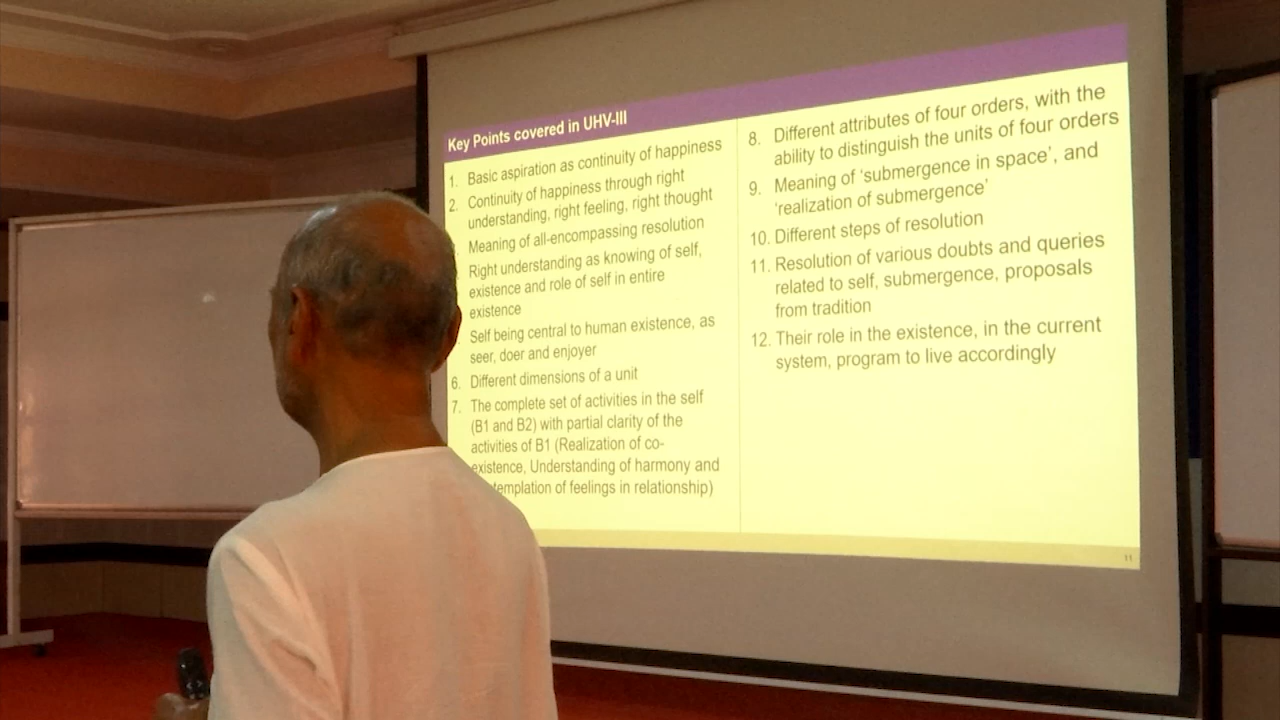 Key Points covered in UHV-III
1. Basic aspiration as continuity of happiness
2. Continuity of happiness through right
understanding, right feeling, right thought
Meaning of all-encompassing resolution
Right understanding as knowing of self,
existence and role of self in entire
existence
Self being central to human existence, as
seer, doer and enjoyer
6. Different dimensions of a unit
7. The complete set of activities in the self
(B1 and B2) with partial clarity of the
activities of B1 (Realization of co-
existence, Understanding of harmony and
templation of feelings in relationship)
8. Different attributes of four orders, with the
ability to distinguish the units of four orders
9. Meaning of ‘submergence in space’, and
‘realization of submergence’
10. Different steps of resolution
11. Resolution of various doubts and queries
related to self, submergence, proposals
from tradition
12. Their role in the existence, in the current
system, program to live accordingly
11